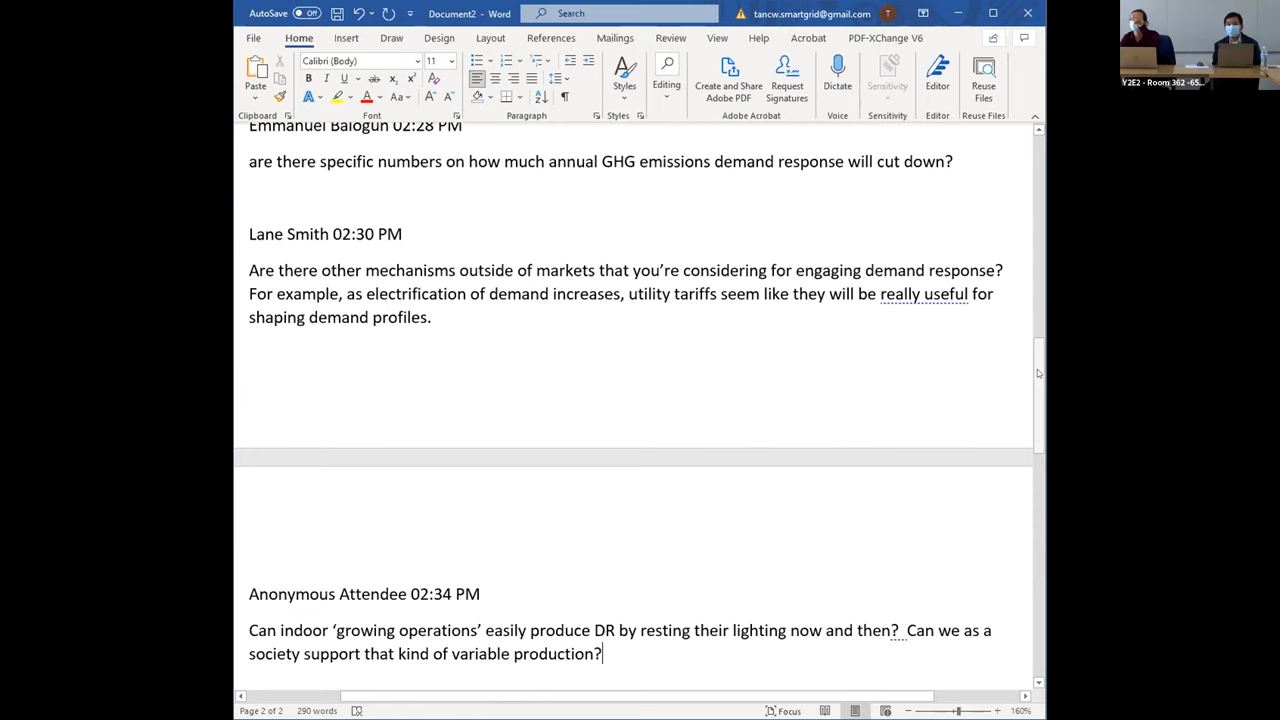 AutoSave Off Document2 - Word Search tancw.smartgrid@gmail.com T
File Home Insert Draw Design Layout References Mailings Review View Help Acrobat PDF-XChange V6
Calibri (Body) 11
Paste Styles Editing Create and Share Adobe PDF Request Signatures Dictate Sensitivity Editor Reuse Files
Clipboard Font Paragraph Styles Adobe Acrobat Voice Sensitivity Editor Reuse Files
Y2E2 - Room 362 -65...
Emmanuel Balogun 02:28 PM
are there specific numbers on how much annual GHG emissions demand response will cut down?
Lane Smith 02:30 PM
Are there other mechanisms outside of markets that you're considering for engaging demand response?
For example, as electrification of demand increases, utility tariffs seem like they will be really useful for
shaping demand profiles.
Anonymous Attendee 02:34 PM
Can indoor ‘growing operations’ easily produce DR by resting their lighting now and then?  Can we as a
society support that kind of variable production?
Page 2 of 2 290 words Focus 160%